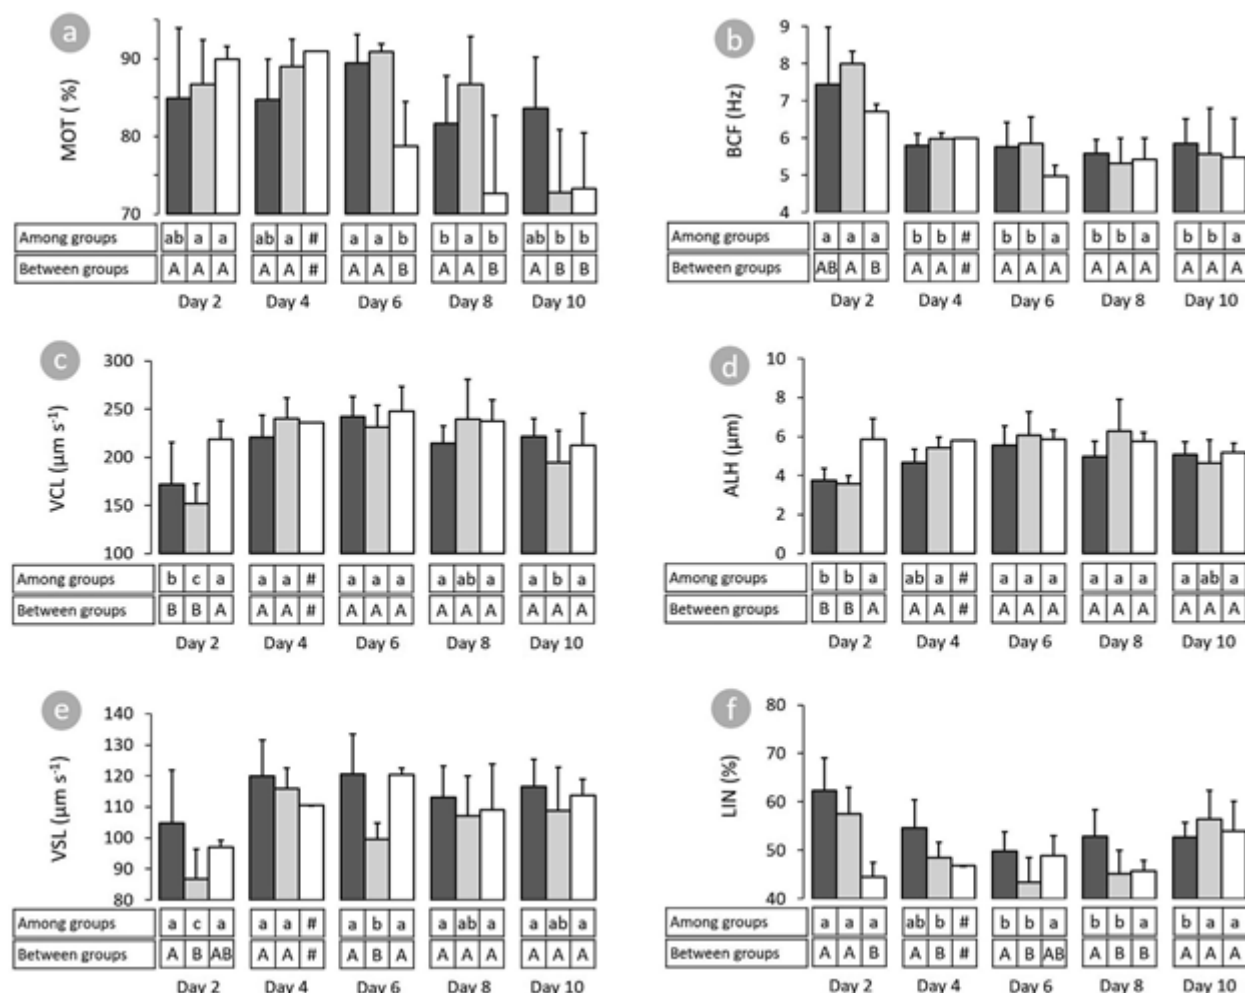 a
MOT ( %)
90
80
70
Among groups ab a a ab a # a a b b a b ab b b
Between groups A A A A A # A A B A A B A B B
Day 2 Day 4 Day 6 Day 8 Day 10
b
BCF (Hz)
9
8
7
6
5
4
Among groups a a a b b # b b a b b a b b a
Between groups AB A B A A # A A A A A A A A A
Day 2 Day 4 Day 6 Day 8 Day 10
c
VCL (µm s⁻¹)
300
250
200
150
100
Among groups b c a a a # a a a a ab a a b a
Between groups B B A A A # A A A A A A A A A
Day 2 Day 4 Day 6 Day 8 Day 10
d
ALH (µm)
10
8
6
4
2
0
Among groups b b a ab a # a a a a a a a ab a
Between groups B B A A A # A A A A A A A A A
Day 2 Day 4 Day 6 Day 8 Day 10
e
VSL (µm s⁻¹)
140
130
120
110
100
90
80
Among groups a c a a a # a b a a ab a a ab a
Between groups A B AB A A # A B A A A A A A A
Day 2 Day 4 Day 6 Day 8 Day 10
f
LIN (%)
80
70
60
50
40
Among groups a a a ab b # b b a b b a b a a
Between groups A A B A B # A B AB A B B A A A
Day 2 Day 4 Day 6 Day 8 Day 10